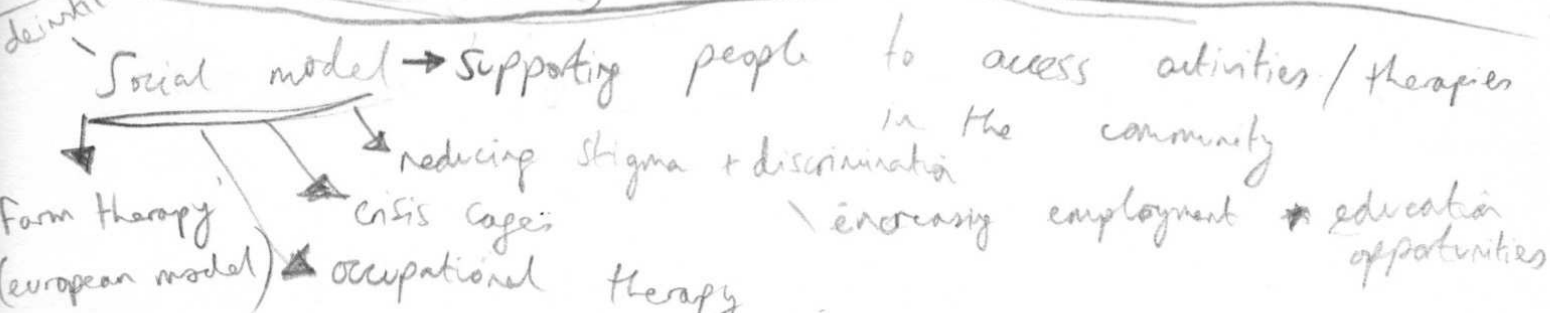 Social model → supporting people to access activities / therapies
in the community
reducing stigma + discrimination
increasing employment + education
opportunities
crisis
Farm therapy
(european model)
occupational therapy